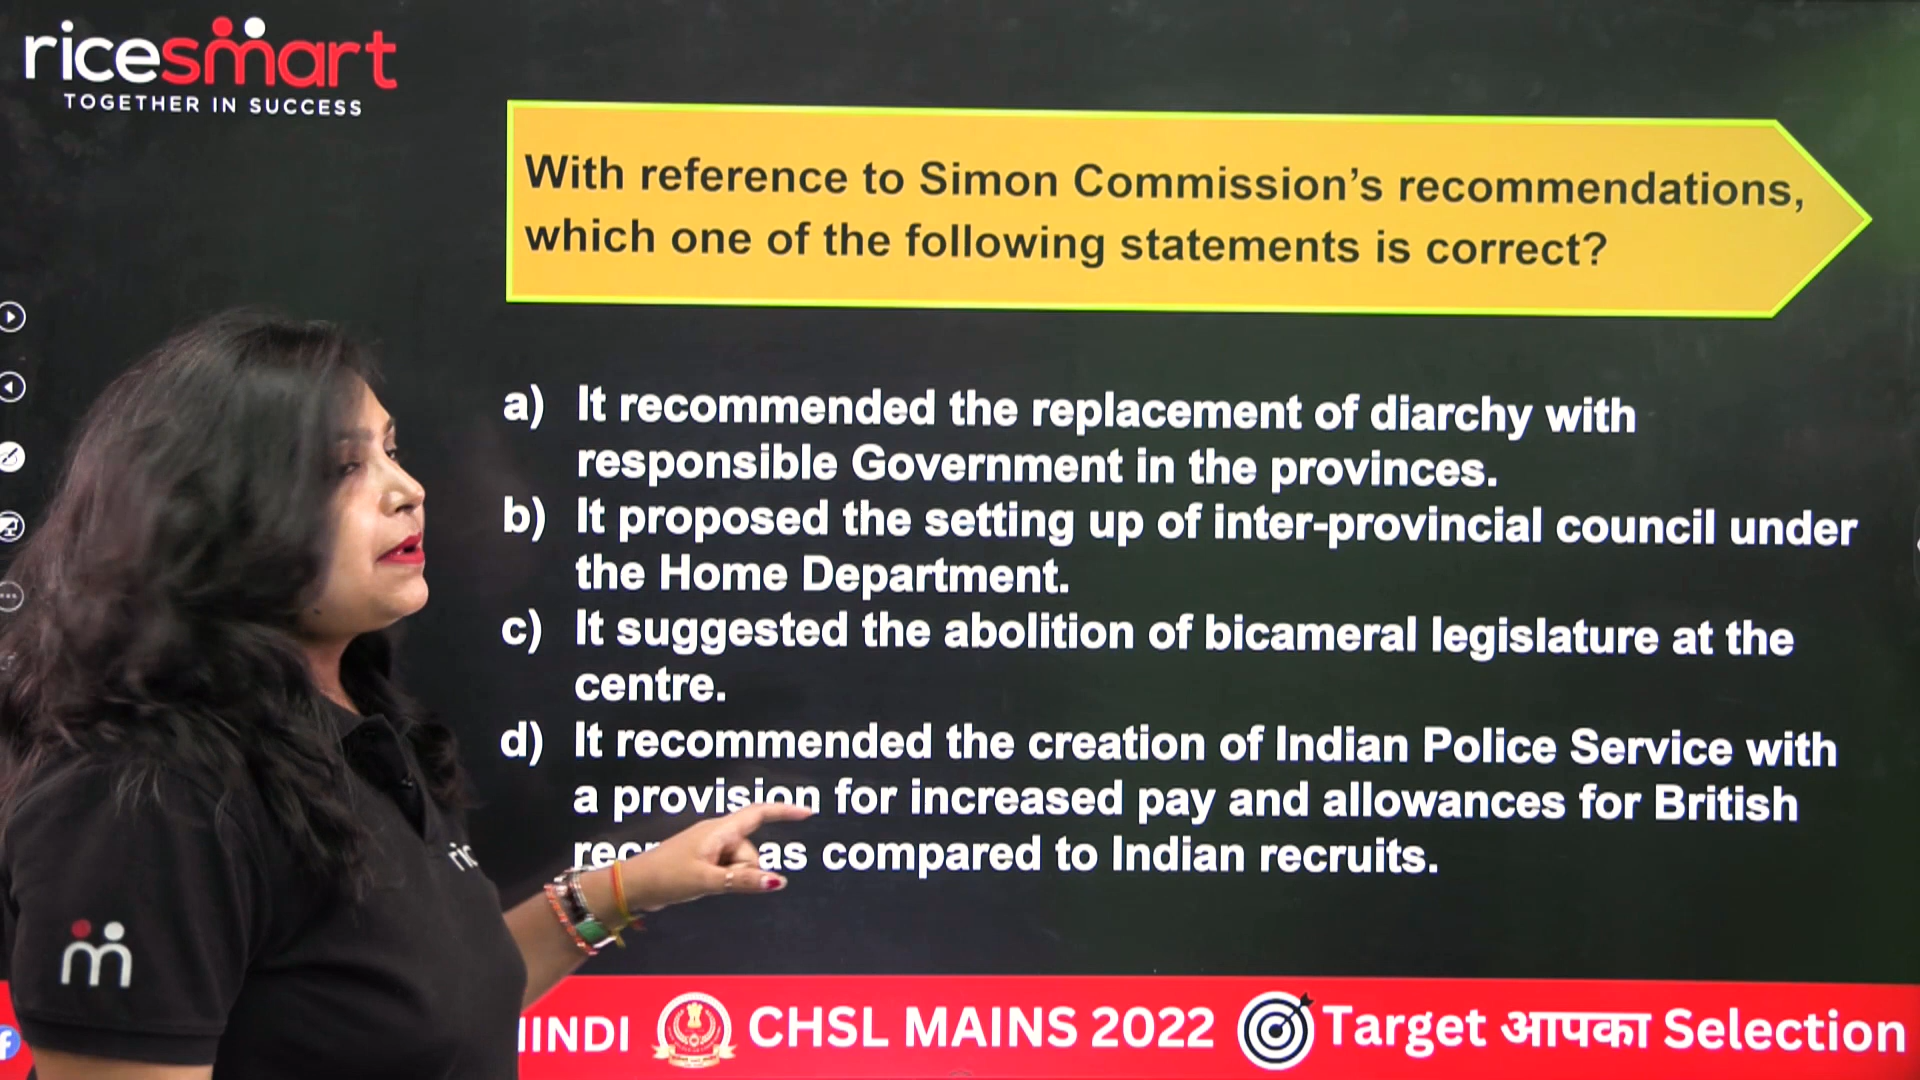 ricesmart
TOGETHER IN SUCCESS
With reference to Simon Commission's recommendations,
which one of the following statements is correct?
a) It recommended the replacement of diarchy with
responsible Government in the provinces.
b) It proposed the setting up of inter-provincial council under
the Home Department.
c) It suggested the abolition of bicameral legislature at the
centre.
d) It recommended the creation of Indian Police Service with
a provision for increased pay and allowances for British
as compared to Indian recruits.
CHSL MAINS 2022
Target आपका Selection